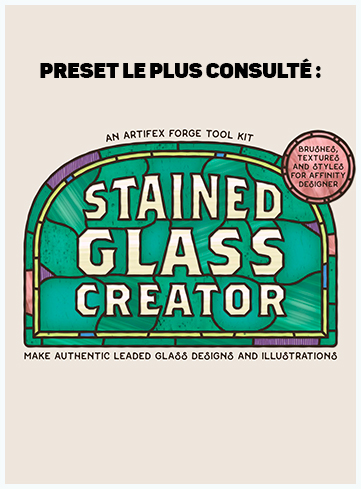 PRESET LE PLUS CONSULTÉ :
AN ARTIFEX FORGE TOOL KIT
BRUSHES,
TEXTURES
AND STYLES
FOR AFFINITY
DESIGNER
STAINED
GLASS
CREATOR
MAKE AUTHENTIC LEADED GLASS DESIGNS AND ILLUSTRATIONS